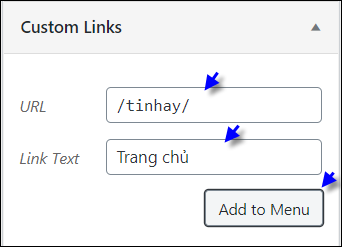 Custom Links
URL /tinhay/
Link Text Trang chủ
Add to Menu